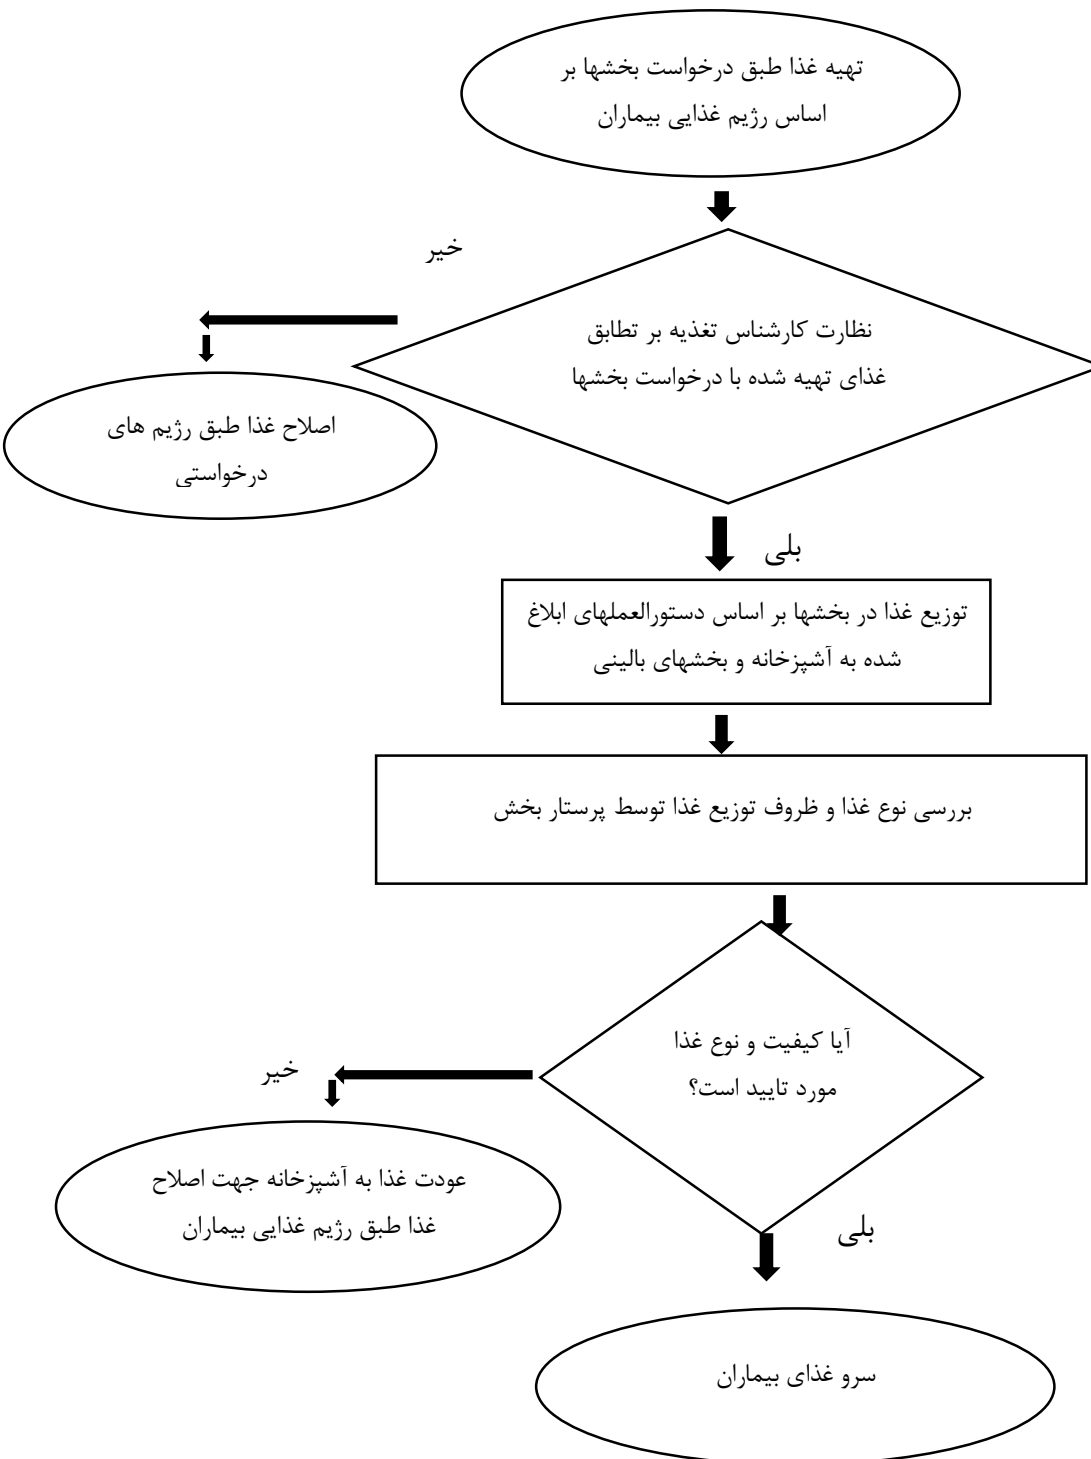 تهیه غذا طبق درخواست بخشها بر
اساس رژیم غذایی بیماران
خیر
نظارت کارشناس تغذیه بر تطابق
غذای تهیه شده با درخواست بخشها
اصلاح غذا طبق رژیم های
درخواستی
بلی
توزیع غذا در بخشها بر اساس دستورالعملهای ابلاغ
شده به آشپزخانه و بخشهای بالینی
بررسی نوع غذا و ظروف توزیع غذا توسط پرستار بخش
آیا کیفیت و نوع غذا
مورد تایید است؟
خیر
عودت غذا به آشپزخانه جهت اصلاح
غذا طبق رژیم غذایی بیماران
بلی
سرو غذای بیماران